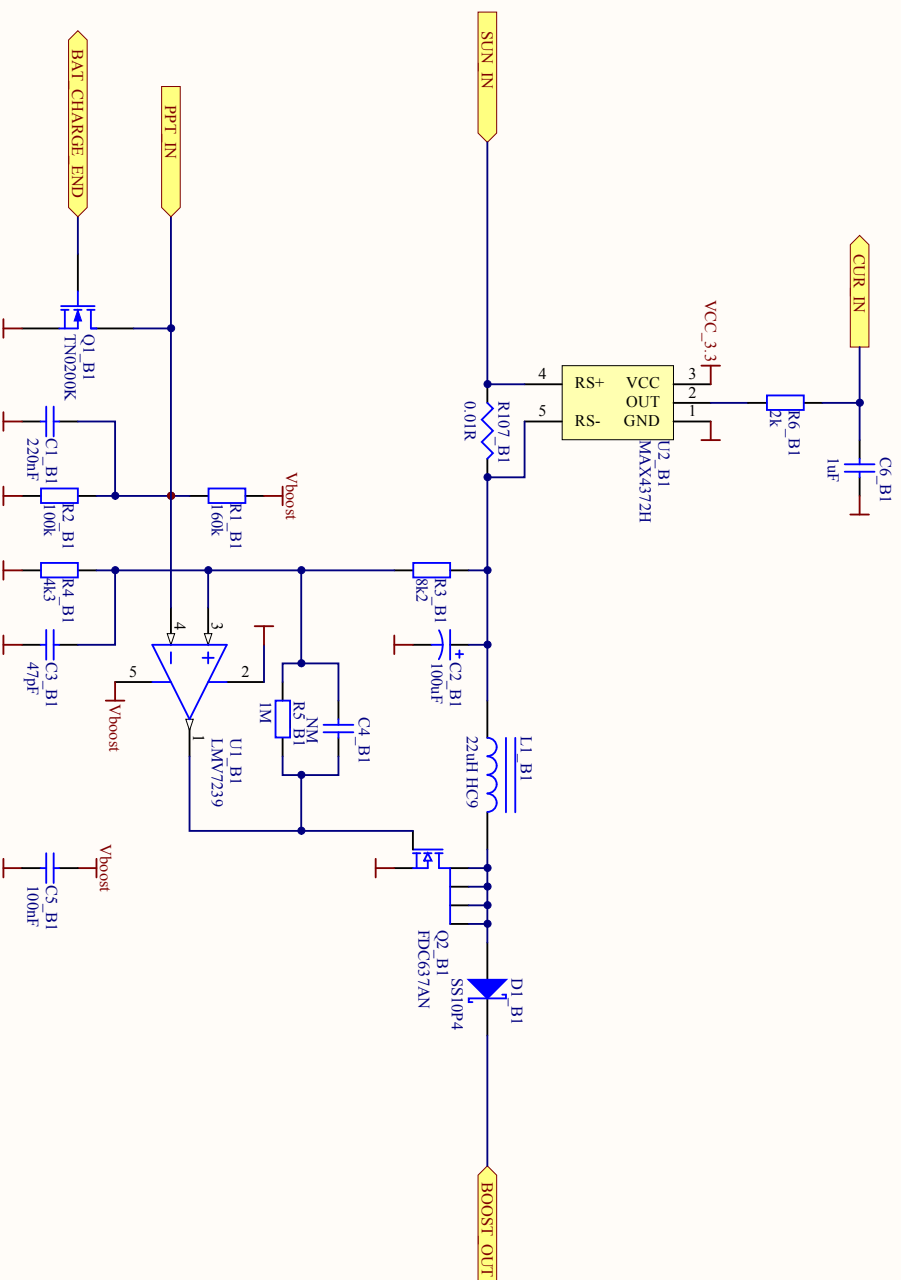 SUN IN
BAT CHARGE END
PPT IN
CUR IN
VCC_3.3
4
RS+
VCC
3
OUT
2
5
RS-
GND
1
U2_B1
MAX4372H
R6_B1
2k
C6_B1
1uF
R107_B1
0.01R
Q1_B1
TN0200K
C1_B1
220nF
R2_B1
100k
R1_B1
160k
Vboost
R4_B1
4k3
C3_B1
47pF
R3_B1
8k2
C2_B1
100uF
+
4
3
5
2
1
Vboost
U1_B1
LMV7239
R5_B1
1M
C4_B1
NM
L1_B1
22uH HC9
C5_B1
100nF
Vboost
Q2_B1
FDC637AN
D1_B1
SS10P4
BOOST OUT